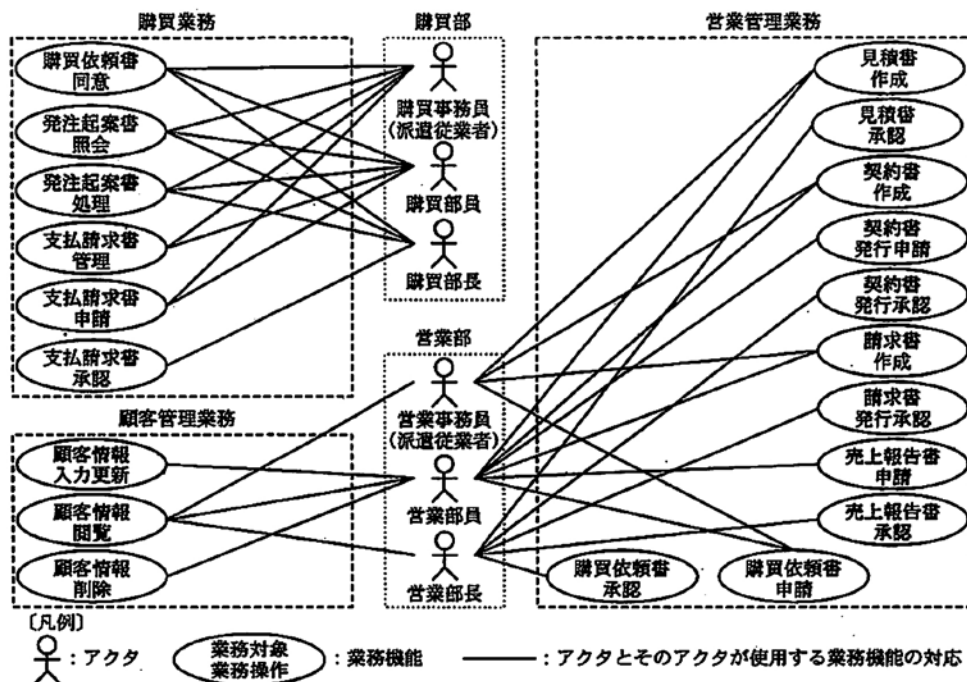 購買業務
購買部
営業管理業務
購買依頼書
同意
発注起案書
照会
発注起案書
処理
支払請求書
管理
支払請求書
申請
支払請求書
承認
購買事務員
(派遣従業者)
購買部員
購買部長
営業部
営業事務員
(派遣従業者)
営業部員
営業部長
顧客管理業務
顧客情報
入力更新
顧客情報
閲覧
顧客情報
削除
見積書
作成
見積書
承認
契約書
作成
契約書
発行申請
契約書
発行承認
請求書
作成
請求書
発行承認
売上報告書
申請
売上報告書
承認
購買依頼書
承認
購買依頼書
申請
〔凡例〕
：アクタ
業務対象
業務操作
：業務機能
：アクタとそのアクタが使用する業務機能の対応